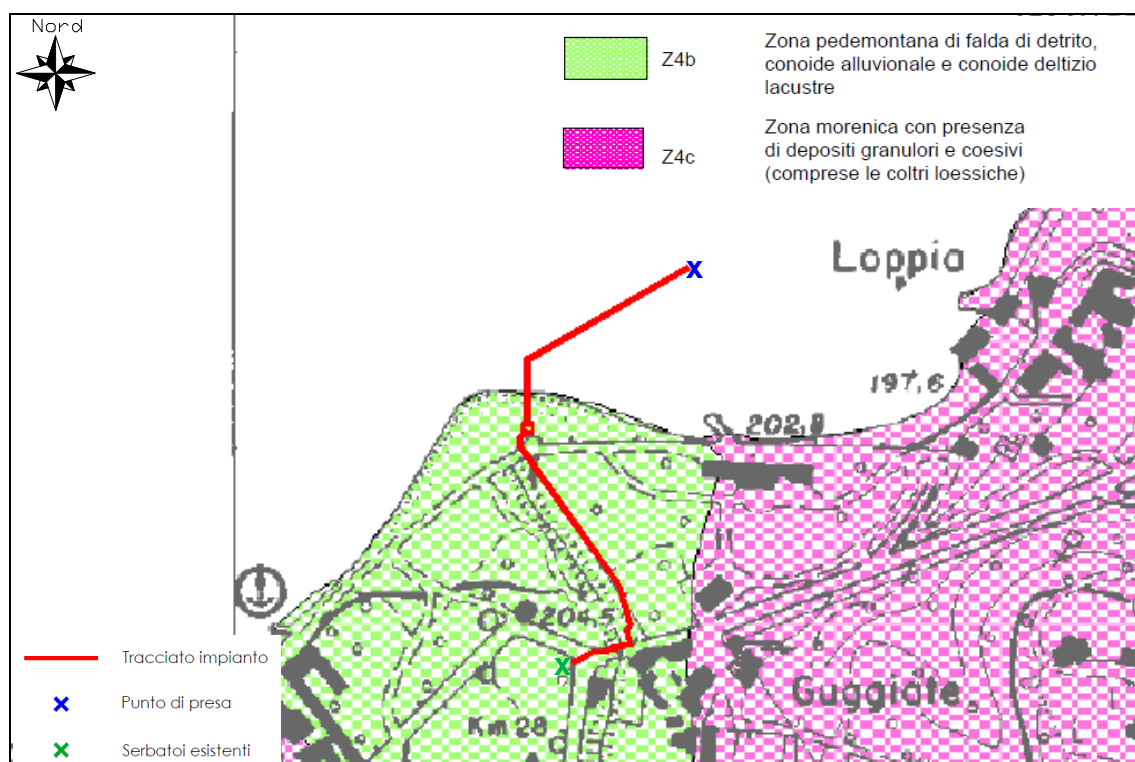 Nord
Z4b
Zona pedemontana di falda di detrito,
conoide alluvionale e conoide deltizio
lacustre
Z4c
Zona morenica con presenza
di depositi granulori e coesivi
(comprese le coltri loessiche)
x
Loppia
197,6
202,8
204,5
x
Guggiate
Km 28
Tracciato impianto
x Punto di presa
x Serbatoi esistenti